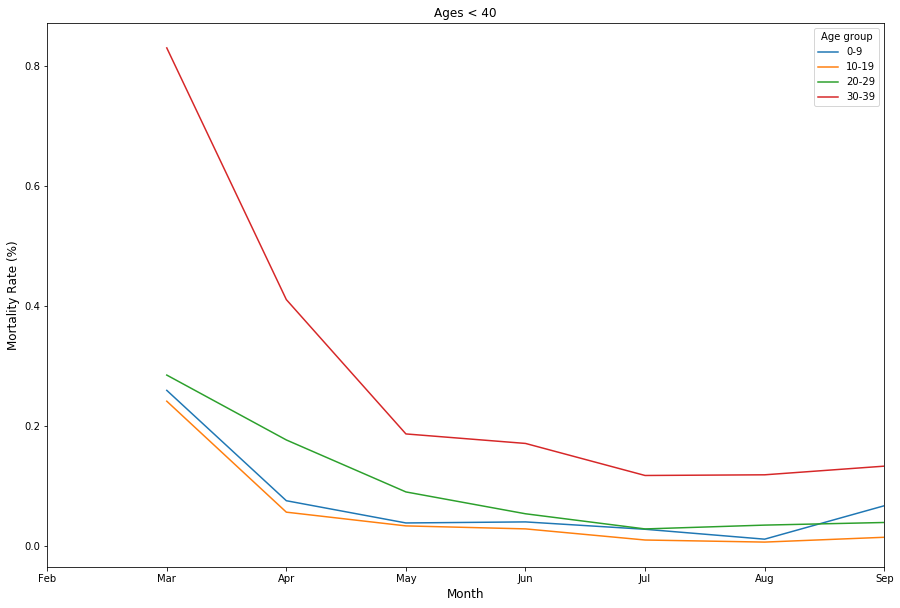 Ages < 40
Age group
0-9
10-19
20-29
30-39
Mortality Rate (%)
0.8
0.6
0.4
0.2
0.0
Feb Mar Apr May Jun Jul Aug Sep
Month